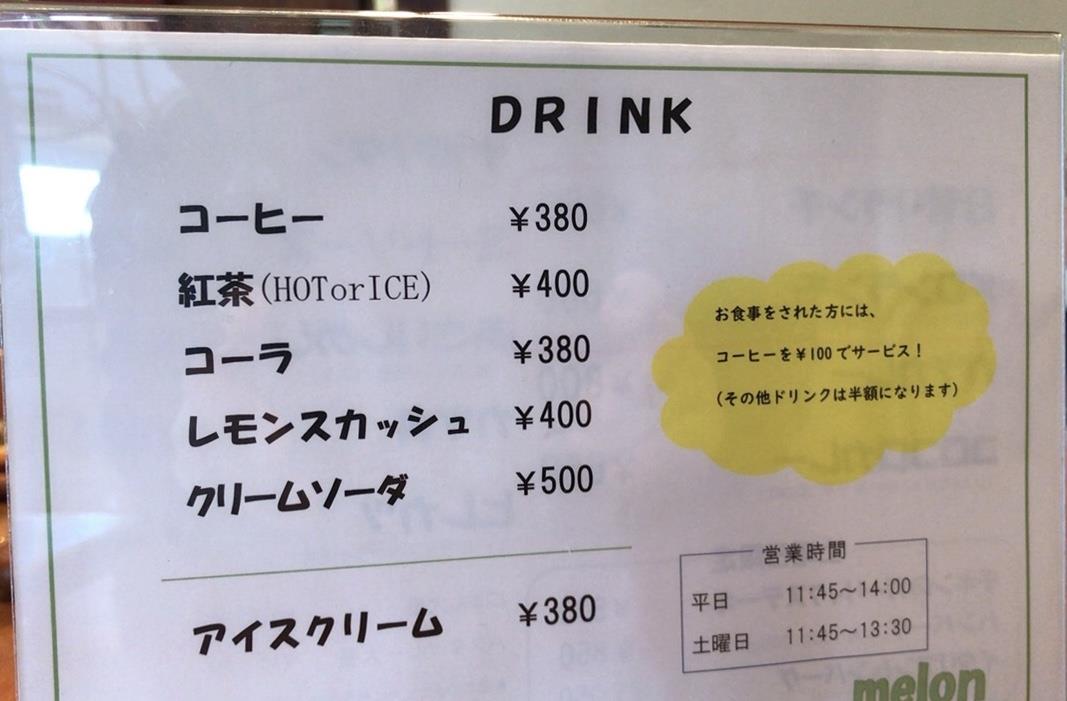 DRINK
コーヒー ¥380
紅茶(HOTorICE) ¥400
コーラ ¥380
レモンスカッシュ ¥400
クリームソーダ ¥500
アイスクリーム ¥380
お食事をされた方には、
コーヒーを¥100でサービス!
(その他ドリンクは半額になります)
営業時間
平日 11:45～14:00
土曜日 11:45～13:30
melon